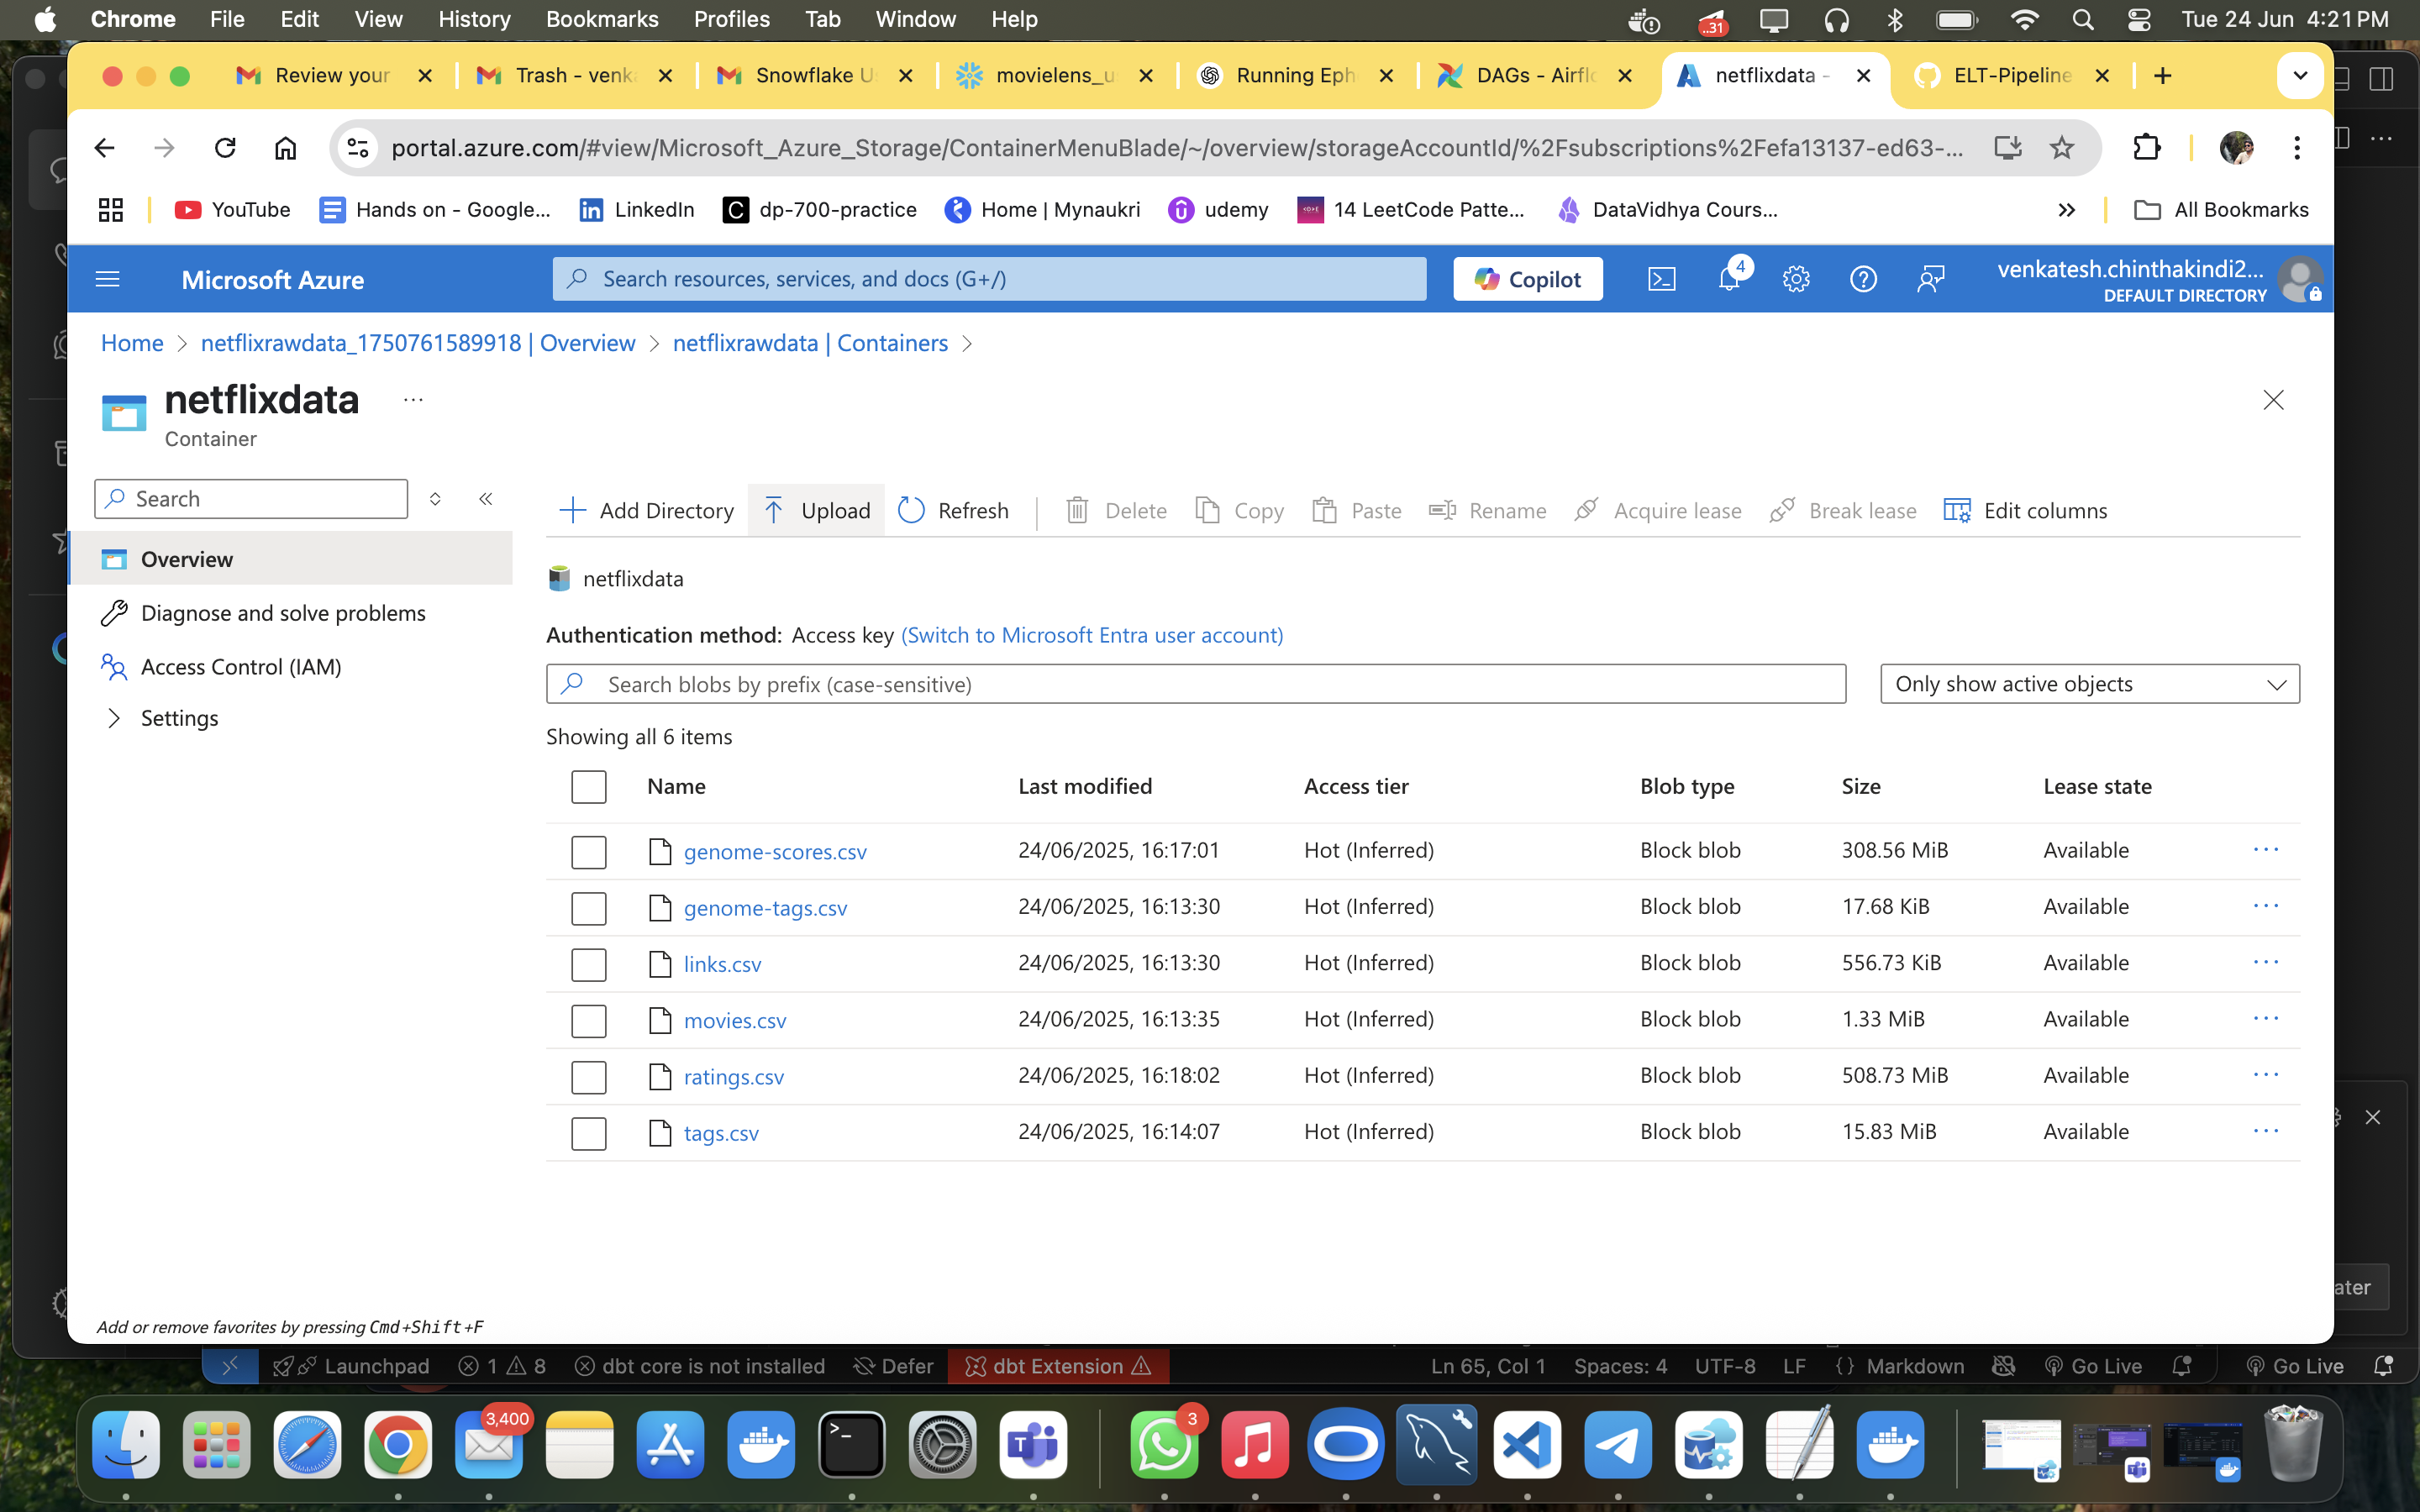 Chrome File Edit View History Bookmarks Profiles Tab Window Help ..31 Tue 24 Jun 4:21 PM
Review your Trash - venk Snowflake U movielens_u Running Eph DAGs - Airflo netflixdata - ELT-Pipeline
portal.azure.com/#view/Microsoft_Azure_Storage/ContainerMenuBlade/~/overview/storageAccountId/%2Fsubscriptions%2Fefa13137-ed63-...
YouTube Hands on - Google... LinkedIn dp-700-practice Home | Mynaukri udemy 14 LeetCode Patte... DataVidhya Cours... All Bookmarks
Microsoft Azure Search resources, services, and docs (G+/) Copilot 4 venkatesh.chinthakindi2...
DEFAULT DIRECTORY
Home > netflixrawdata_1750761589918 | Overview > netflixrawdata | Containers >
netflixdata ...
Container
Search
Overview
Diagnose and solve problems
Access Control (IAM)
Settings
Add Directory Upload Refresh Delete Copy Paste Rename Acquire lease Break lease Edit columns
netflixdata
Authentication method: Access key (Switch to Microsoft Entra user account)
Search blobs by prefix (case-sensitive) Only show active objects
Showing all 6 items
Name Last modified Access tier Blob type Size Lease state
genome-scores.csv 24/06/2025, 16:17:01 Hot (Inferred) Block blob 308.56 MiB Available ...
genome-tags.csv 24/06/2025, 16:13:30 Hot (Inferred) Block blob 17.68 KiB Available ...
links.csv 24/06/2025, 16:13:30 Hot (Inferred) Block blob 556.73 KiB Available ...
movies.csv 24/06/2025, 16:13:35 Hot (Inferred) Block blob 1.33 MiB Available ...
ratings.csv 24/06/2025, 16:18:02 Hot (Inferred) Block blob 508.73 MiB Available ...
tags.csv 24/06/2025, 16:14:07 Hot (Inferred) Block blob 15.83 MiB Available ...
ater
Add or remove favorites by pressing Cmd+Shift+F
Launchpad 1 8 dbt core is not installed Defer dbt Extension Ln 65, Col 1 Spaces: 4 UTF-8 LF {} Markdown Go Live Go Live
3,400 3